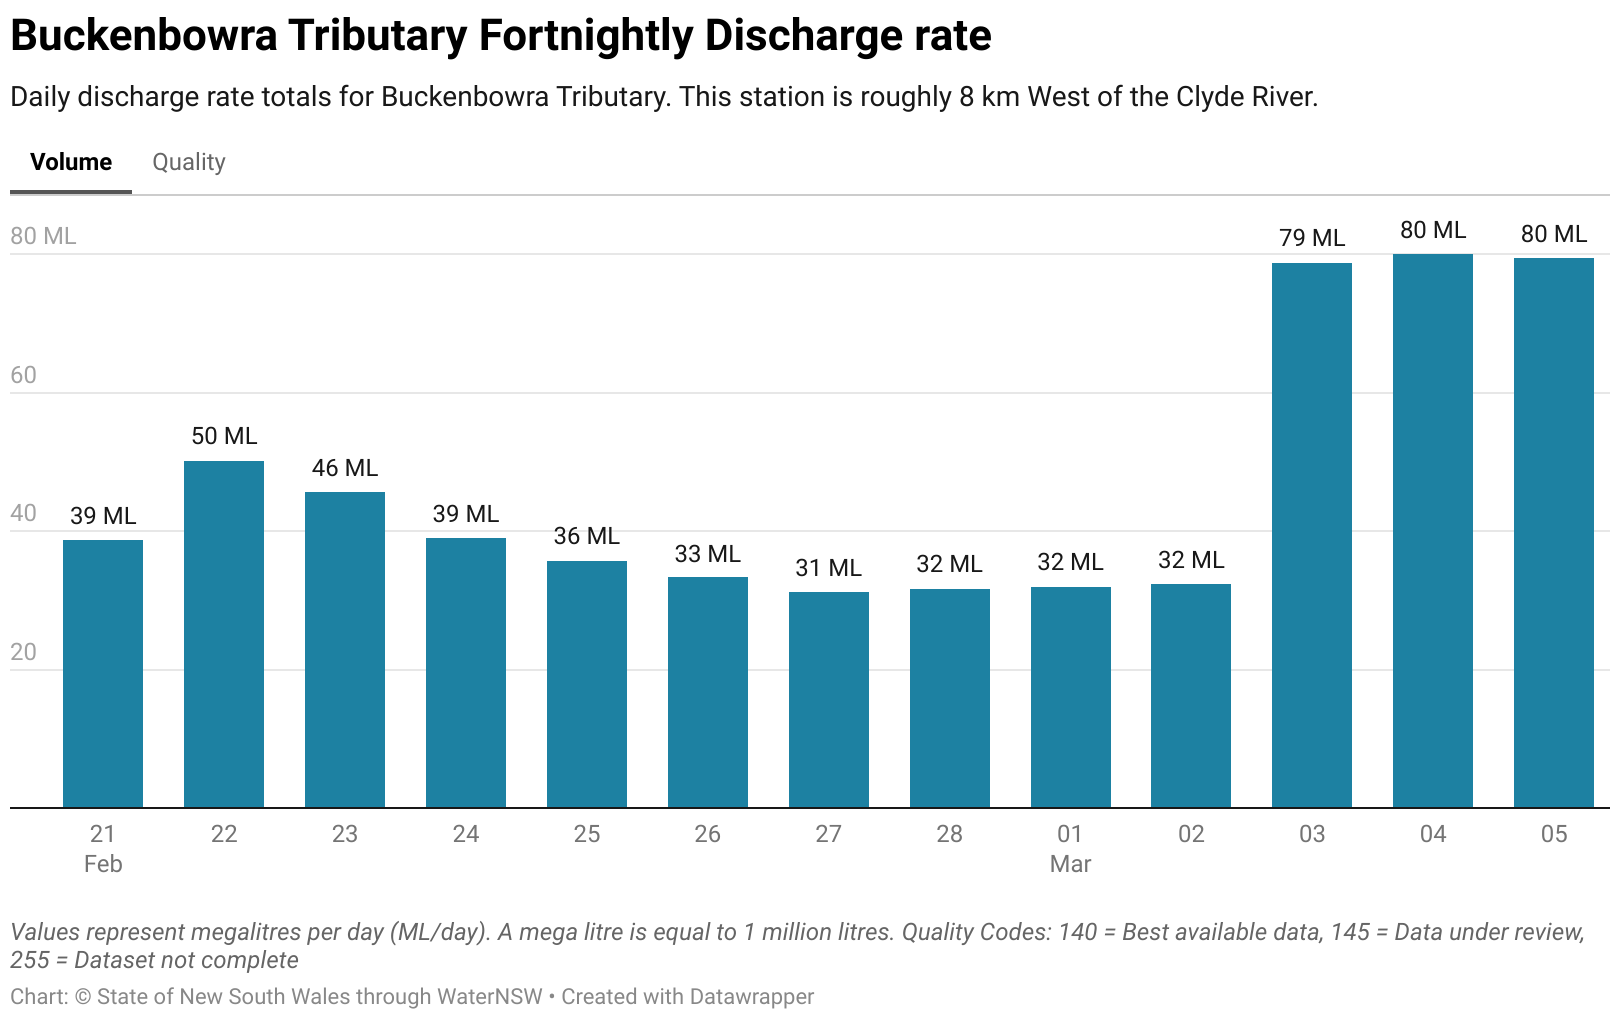 Buckenbowra Tributary Fortnightly Discharge rate
Daily discharge rate totals for Buckenbowra Tributary. This station is roughly 8 km West of the Clyde River.
Volume Quality
80 ML
60
40
20
39 ML
50 ML
46 ML
39 ML
36 ML
33 ML
31 ML
32 ML
32 ML
32 ML
79 ML
80 ML
80 ML
21 22 23 24 25 26 27 28 01 02 03 04 05
Feb Mar
Values represent megalitres per day (ML/day). A mega litre is equal to 1 million litres. Quality Codes: 140 = Best available data, 145 = Data under review,
255 = Dataset not complete
Chart: © State of New South Wales through WaterNSW • Created with Datawrapper